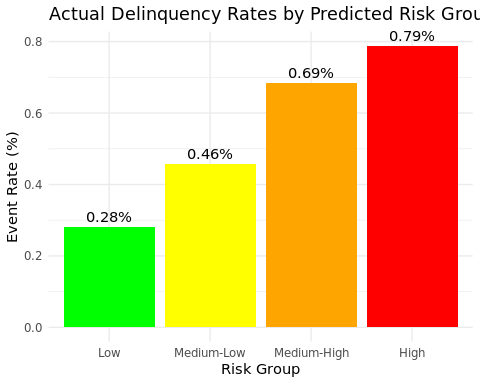 Actual Delinquency Rates by Predicted Risk Grou
0.79%
0.8
0.69%
0.6
0.46%
0.4
0.28%
0.2
0.0
Event Rate (%)
Low Medium-Low Medium-High High
Risk Group